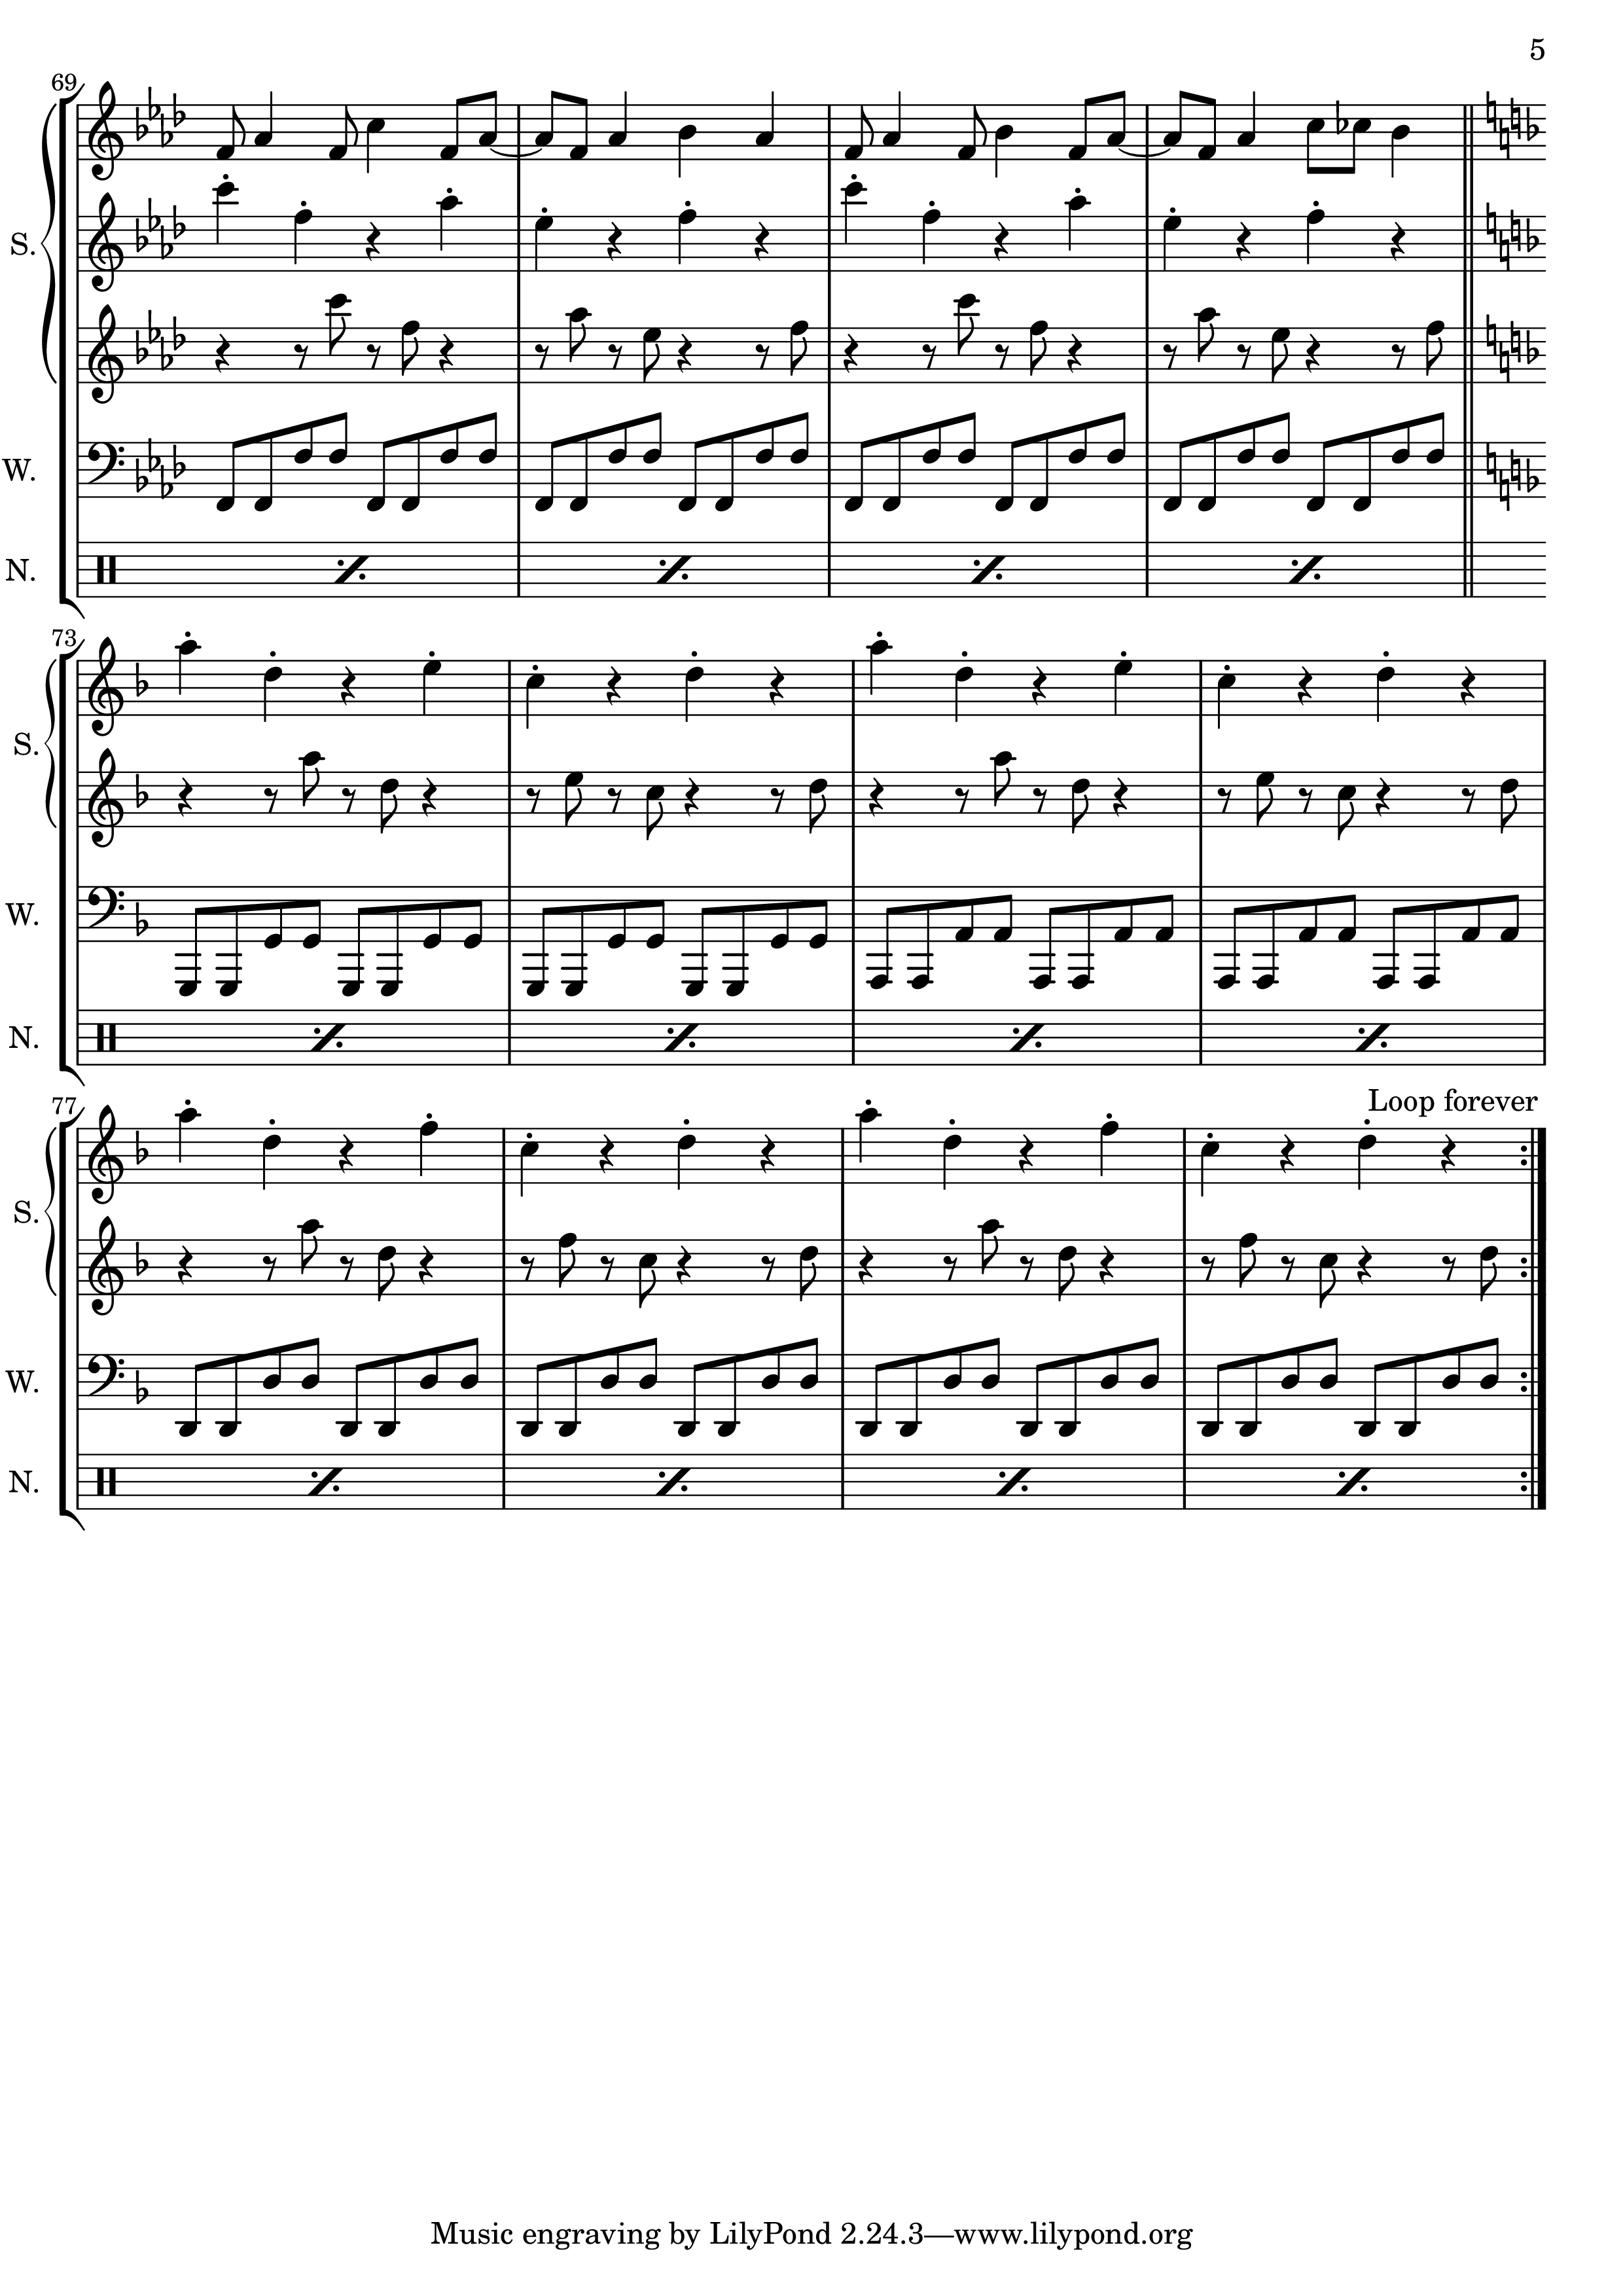 5
69
S.
W.
N.
73
S.
W.
N.
77
Loop forever
S.
W.
N.
Music engraving by LilyPond 2.24.3—www.lilypond.org